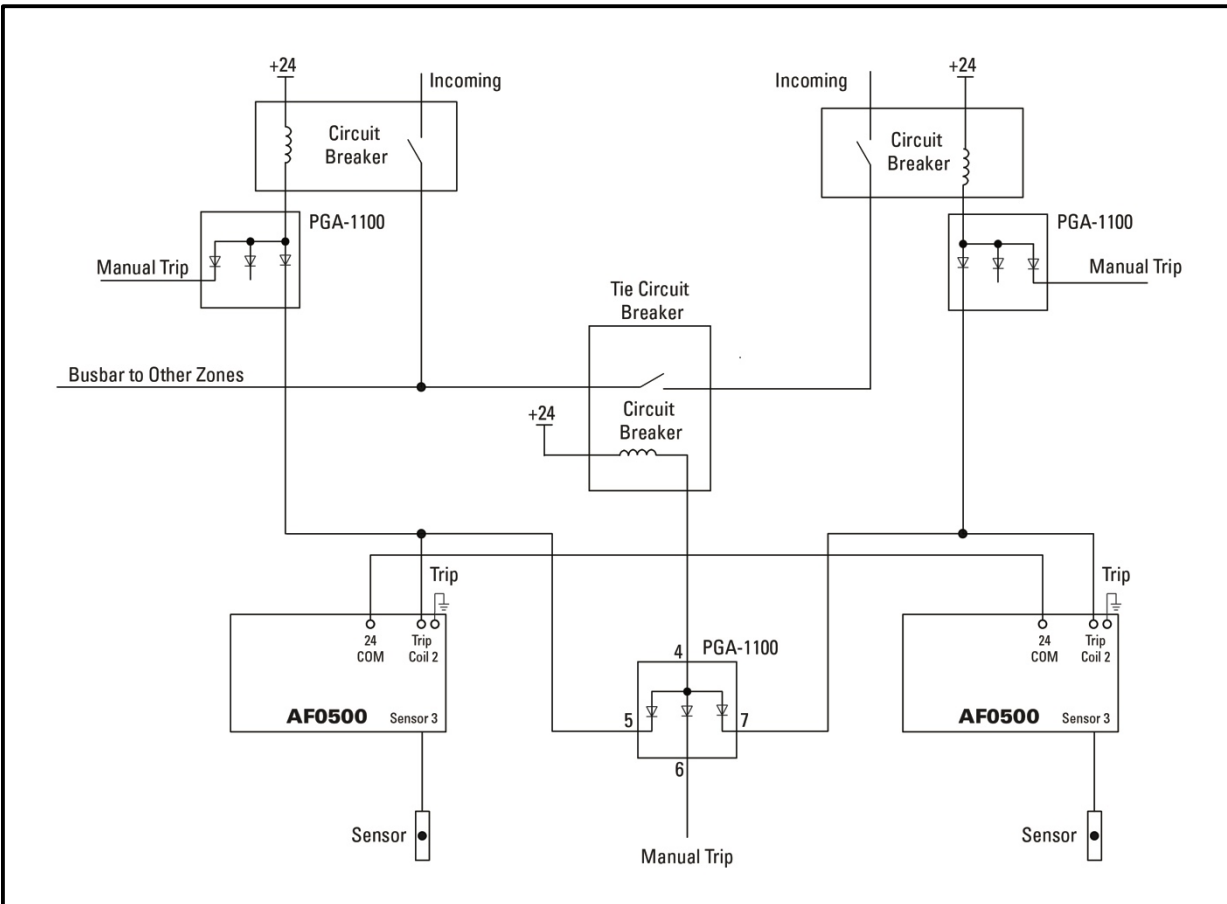 +24
Incoming
Incoming
+24
Circuit
Breaker
Circuit
Breaker
PGA-1100
PGA-1100
Manual Trip
Manual Trip
Tie Circuit
Breaker
Busbar to Other Zones
+24
Circuit
Breaker
Trip
Trip
24
COM
Trip
Coil 2
4
PGA-1100
24
COM
Trip
Coil 2
AF0500
Sensor 3
5
7
AF0500
Sensor 3
6
Sensor
Sensor
Manual Trip